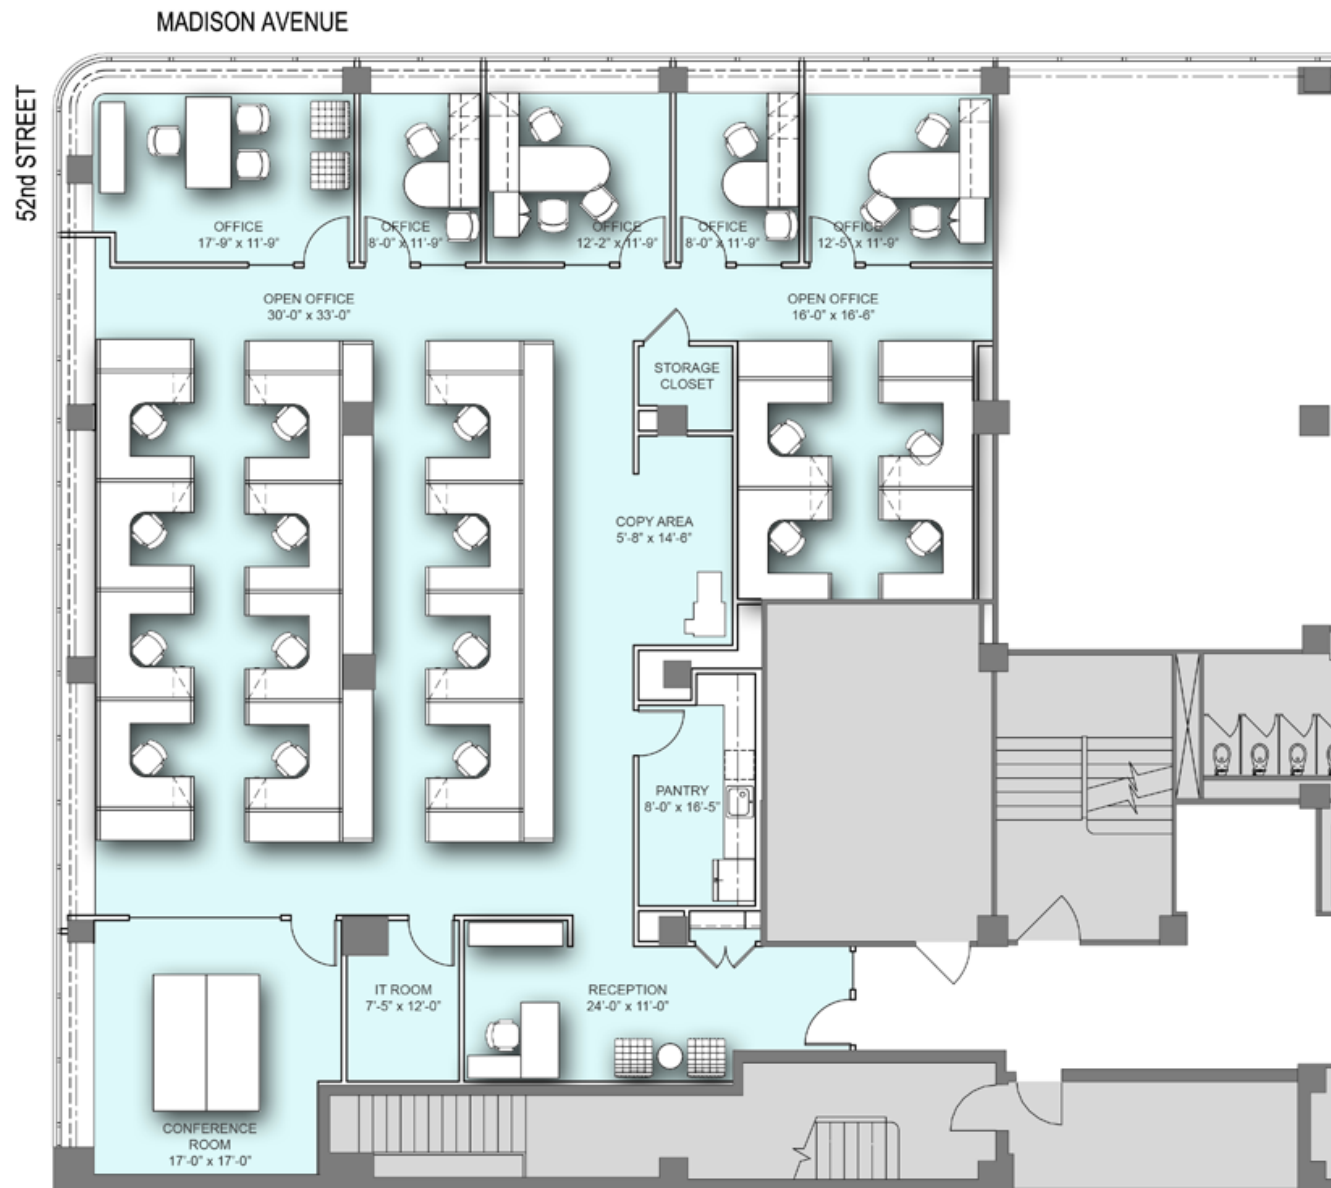 MADISON AVENUE
52nd STREET
OFFICE
17'-9" x 11'-9"
OFFICE
8'-0" x 11'-9"
OFFICE
12'-2" x 11'-9"
OFFICE
8'-0" x 11'-9"
OFFICE
12'-5" x 11'-9"
OPEN OFFICE
30'-0" x 33'-0"
OPEN OFFICE
16'-0" x 16'-6"
STORAGE
CLOSET
COPY AREA
5'-8" x 14'-6"
PANTRY
8'-0" x 16'-5"
IT ROOM
7'-5" x 12'-0"
RECEPTION
24'-0" x 11'-0"
CONFERENCE
ROOM
17'-0" x 17'-0"